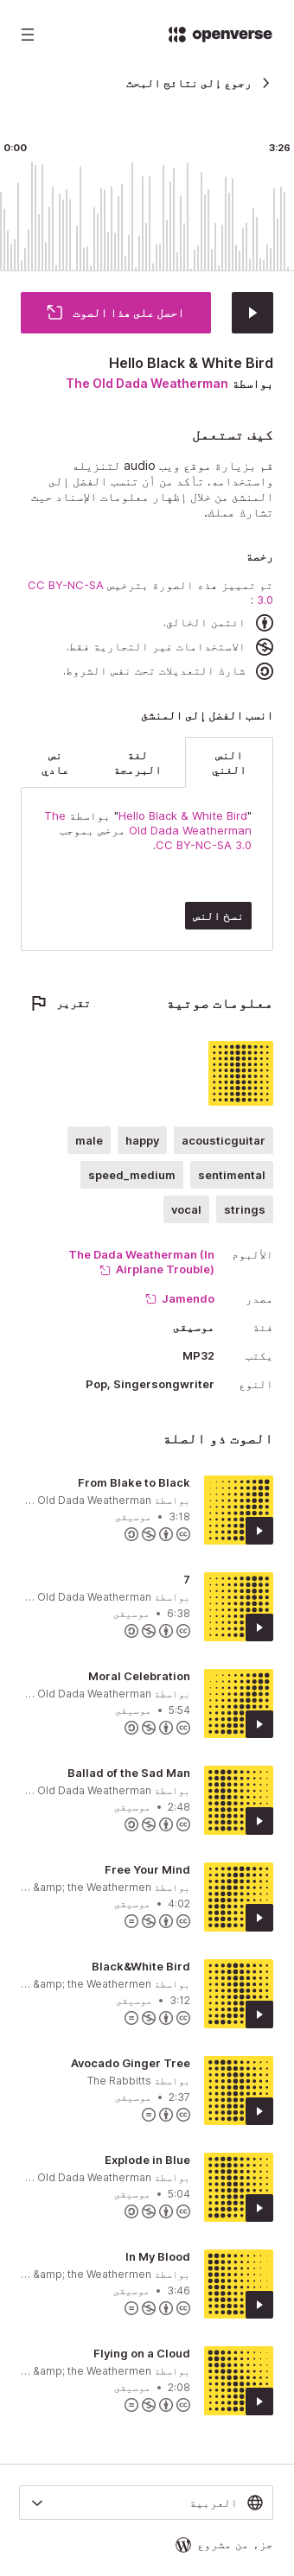 openverse
رجوع إلى نتائج البحث
0:00
3:26
احصل على هذا الصوت
Hello Black & White Bird
بواسطة The Old Dada Weatherman
كيف تستعمل
قم بزيارة موقع ويب audio لتنزيله
واستخدامه. تأكد من أن تنسب الفضل إلى
المنشئ من خلال إظهار معلومات الإسناد حيث
تشارك عملك.
رخصة
تم تمييز هذه الصورة بترخيص CC BY-NC-SA
3.0 :
ائتمن الخالق.
الاستخدامات غير التجارية فقط.
شارك التعديلات تحت نفس الشروط.
انسب الفضل إلى المنشئ
النص
الغني
لغة
البرمجة
نص
عادي
"Hello Black & White Bird" بواسطة The
Old Dada Weatherman مرخص بموجب
CC BY-NC-SA 3.0.
نسخ النص
معلومات صوتية
تقرير
acousticguitar
happy
male
sentimental
speed_medium
strings
vocal
الألبوم
The Dada Weatherman (In
Airplane Trouble)
مصدر
Jamendo
فئة
موسيقى
يكتب
MP32
النوع
Pop, Singersongwriter
الصوت ذو الصلة
From Blake to Black
بواسطة Old Dada Weatherman ...
3:18 • موسيقى
7
بواسطة Old Dada Weatherman ...
6:38 • موسيقى
Moral Celebration
بواسطة Old Dada Weatherman ...
5:54 • موسيقى
Ballad of the Sad Man
بواسطة Old Dada Weatherman ...
2:48 • موسيقى
Free Your Mind
بواسطة &amp; the Weathermen ...
4:02 • موسيقى
Black&White Bird
بواسطة &amp; the Weathermen ...
3:12 • موسيقى
Avocado Ginger Tree
بواسطة The Rabbitts
2:37 • موسيقى
Explode in Blue
بواسطة Old Dada Weatherman ...
5:04 • موسيقى
In My Blood
بواسطة &amp; the Weathermen ...
3:46 • موسيقى
Flying on a Cloud
بواسطة &amp; the Weathermen ...
2:08 • موسيقى
العربية
جزء من مشروع